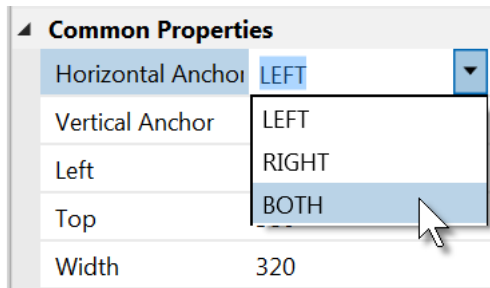 Common Properties
Horizontal Anchor LEFT
Vertical Anchor LEFT
Left RIGHT
Top BOTH
Width 320